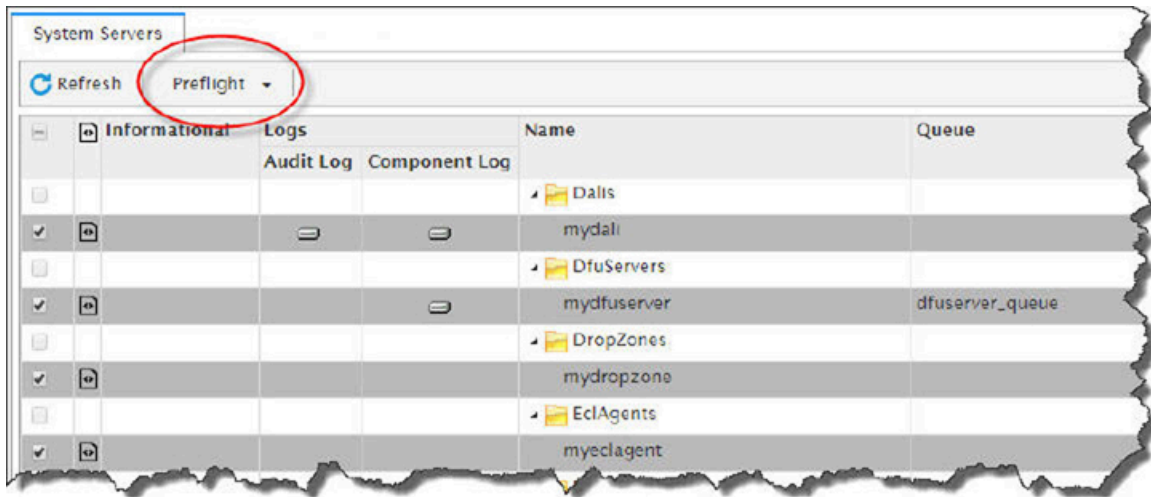 System Servers
Refresh Preflight
Informational Logs Name Queue
Audit Log Component Log
Dalis
mydali
DfuServers
mydfuserver dfuserver_queue
DropZones
mydropzone
EclAgents
myeclagent